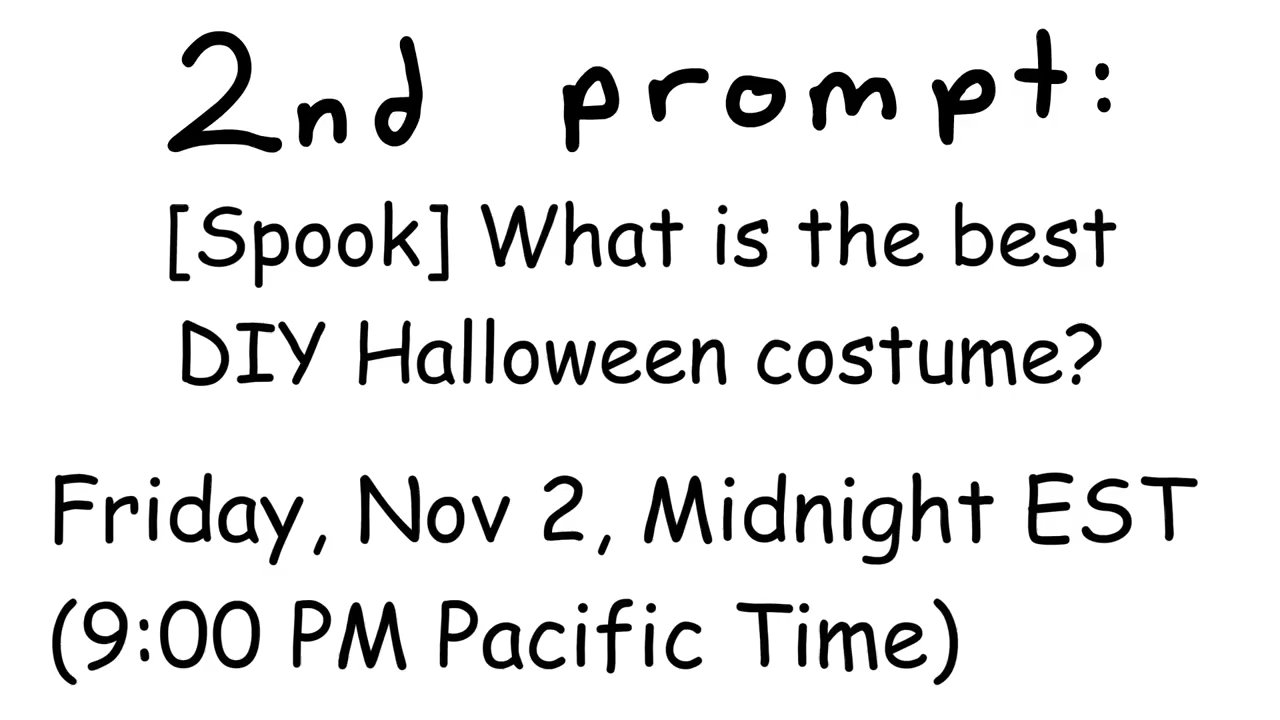 2nd prompt:
[Spook] What is the best
DIY Halloween costume?
Friday, Nov 2, Midnight EST
(9:00 PM Pacific Time)